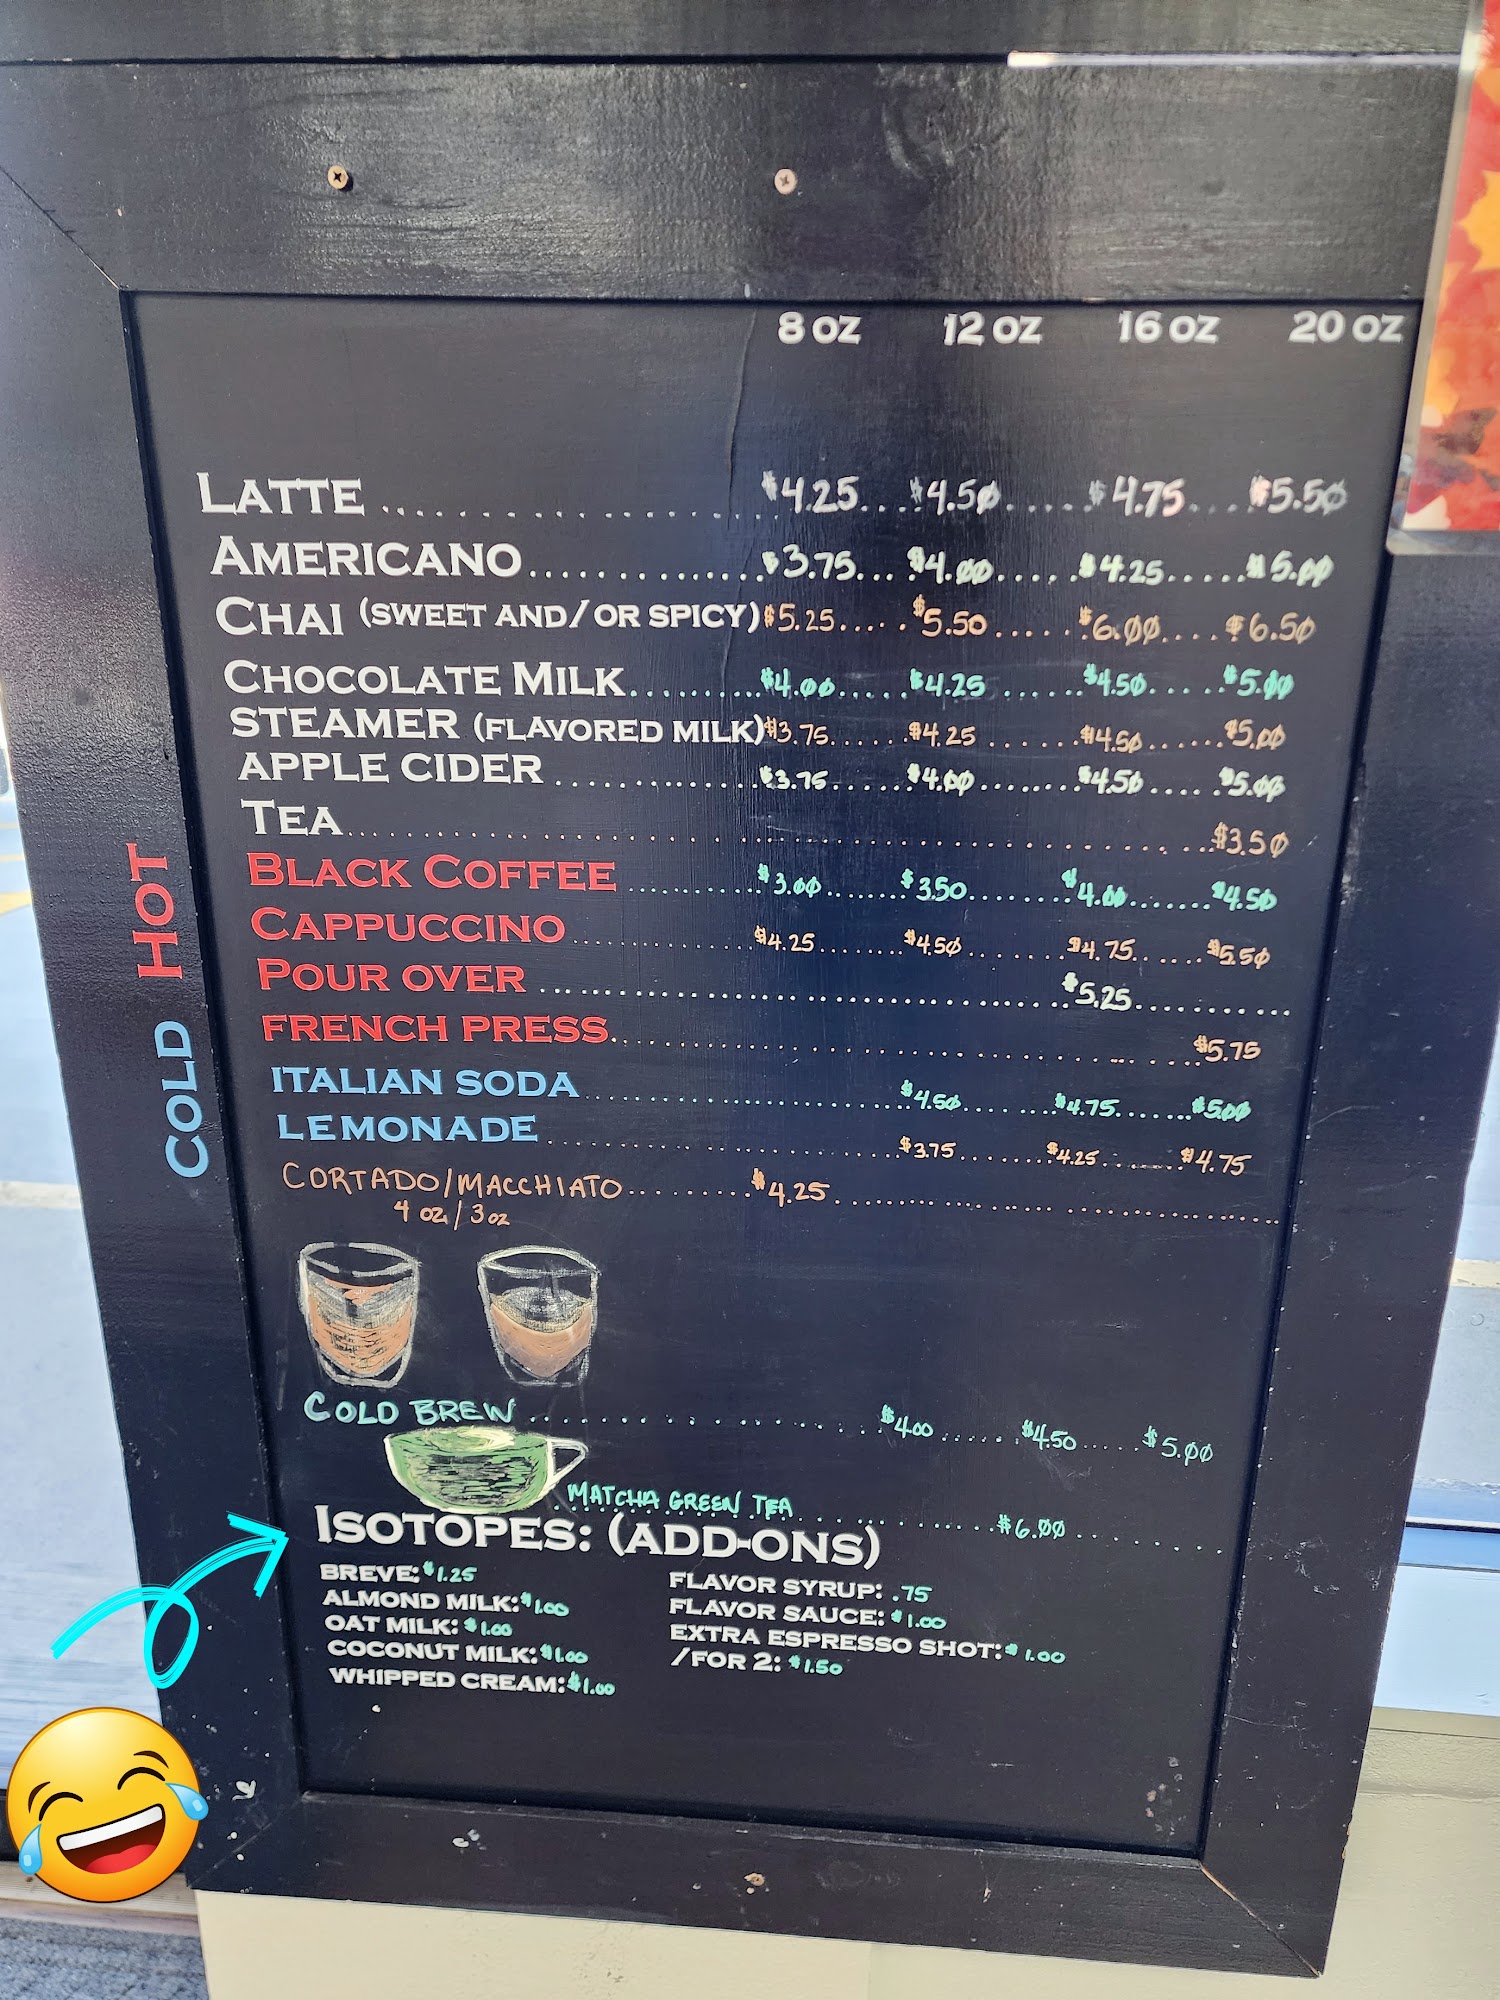 8 OZ 12 OZ 16 OZ 20 OZ
LATTE .................... $4.25...$4.50......$4.75....$5.50
AMERICANO..................$3.75...$4.00.....$4.25.....$5.00
CHAI (SWEET AND/OR SPICY) $5.25.....$5.50......$6.00....$6.50
CHOCOLATE MILK..........$4.00.....$4.25......$4.50.....$5.00
STEAMER (FLAVORED MILK) $3.75......$4.25.......$4.50......$5.00
APPLE CIDER..............$3.75......$4.00.........$4.50.....$5.00
TEA..............................$3.50
HOT
BLACK COFFEE..........$3.00......$3.50.......$4.00.......$4.50
CAPPUCCINO..........$4.25.......$4.50.......$4.75......$5.50
POUR OVER..............................$5.25..........
FRENCH PRESS..............................$5.75
COLD
ITALIAN SODA....................$4.50.......$4.75......$5.00
LEMONADE....................$3.75.......$4.25.......$4.75
CORTADO/MACCHIATO..........$4.25....................
4 OZ / 3 OZ
COLD BREW....................$4.00.....$4.50.....$5.00
MATCHA GREEN TEA..........$6.00..........
ISOTOPES: (ADD-ONS)
BREVE: $1.25
ALMOND MILK: $1.00
OAT MILK: $1.00
COCONUT MILK: $1.00
WHIPPED CREAM: $1.00
FLAVOR SYRUP: .75
FLAVOR SAUCE: $1.00
EXTRA ESPRESSO SHOT: $1.00
/FOR 2: $1.50